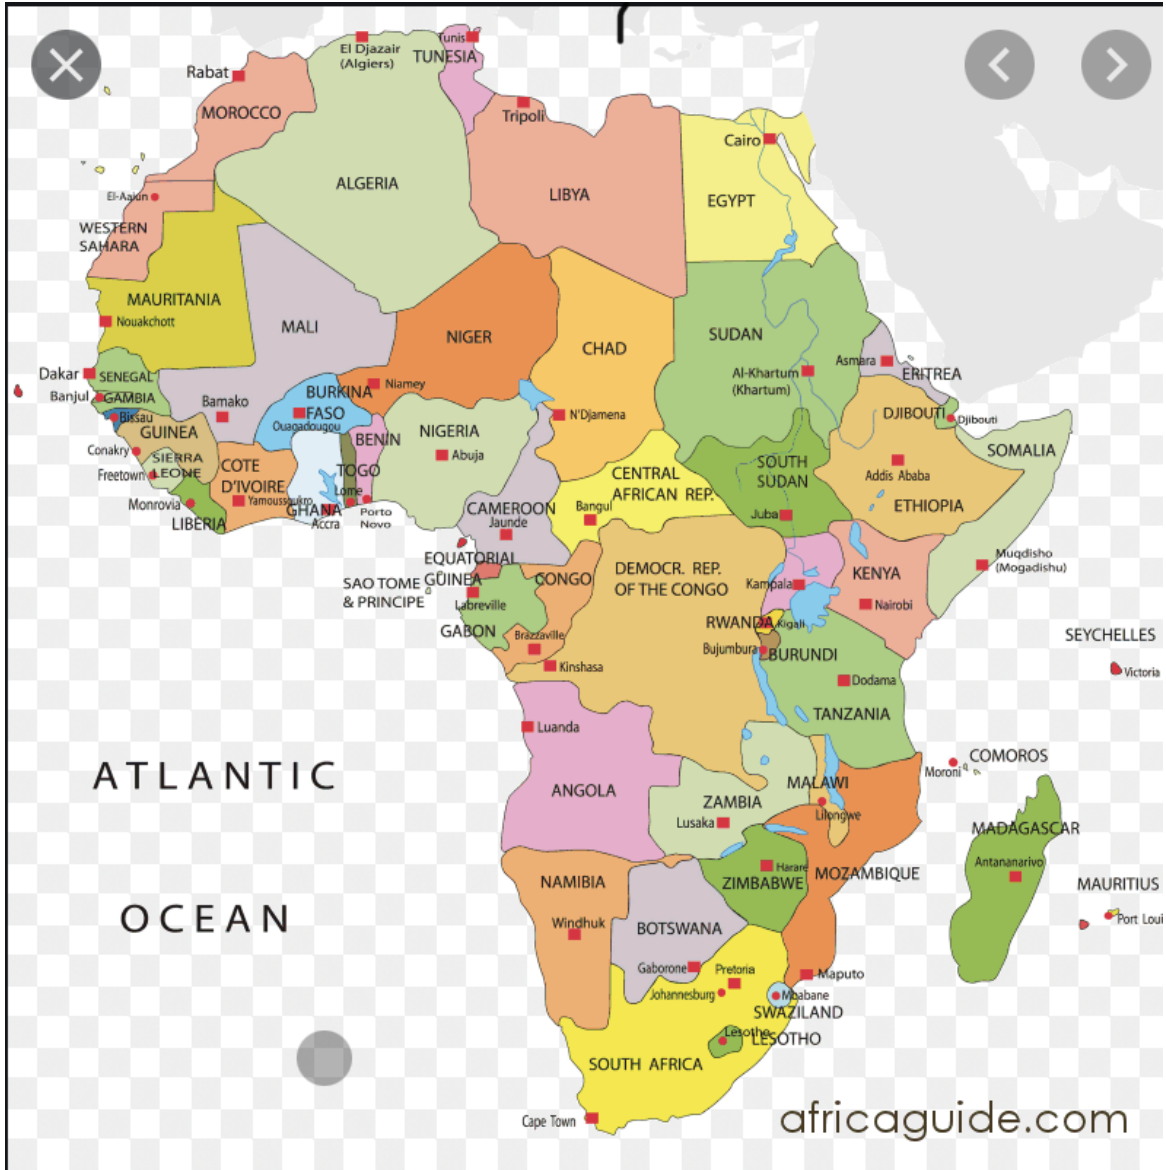 Tunis
El Djazair
(Algiers)
TUNESIA
Rabat
MOROCCO
Tripoli
Cairo
ALGERIA
LIBYA
EGYPT
El-Aaiun
WESTERN
SAHARA
MAURITANIA
Nouakchott
MALI
NIGER
CHAD
SUDAN
Al-Khartum
(Khartum)
Asmara
ERITREA
Dakar
SENEGAL
Banjul
GAMBIA
Bissau
Bamako
BURKINA
FASO
Ouagadougou
Niamey
N'Djamena
DJIBOUTI
Djibouti
GUINEA
Conakry
SIERRA
LEONE
Freetown
COTE
D'IVOIRE
Yamoussoukro
Monrovia
LIBERIA
GHANA
Accra
TOGO
Lome
BENIN
Porto
Novo
NIGERIA
Abuja
CAMEROON
Jaunde
CENTRAL
AFRICAN REP.
Bangui
SOUTH
SUDAN
Juba
Addis Ababa
ETHIOPIA
SOMALIA
Muqdisho
(Mogadishu)
EQUATORIAL
GUINEA
SAO TOME
& PRINCIPE
Labreville
GABON
CONGO
Brazzaville
Kinshasa
DEMOCR. REP.
OF THE CONGO
Kampala
KENYA
Nairobi
RWANDA
Kigali
Bujumbura
BURUNDI
Dodama
TANZANIA
SEYCHELLES
Victoria
Luanda
ANGOLA
ZAMBIA
Lusaka
MALAWI
Lilongwe
Moroni
COMOROS
MADAGASCAR
Antananarivo
MAURITIUS
Port Loui
MOZAMBIQUE
Harare
ZIMBABWE
NAMIBIA
Windhuk
BOTSWANA
Gaborone
Pretoria
Johannesburg
Maputo
Mbabane
SWAZILAND
Lesotho
LESOTHO
SOUTH AFRICA
Cape Town
ATLANTIC
OCEAN
africaguide.com